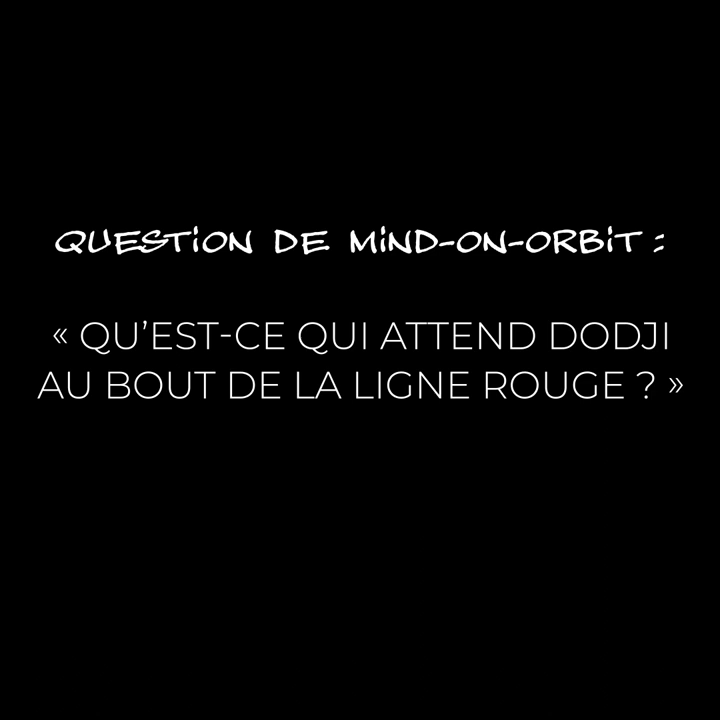 QUESTION DE MIND-ON-ORBIT :
« QU’EST-CE QUI ATTEND DODJI
AU BOUT DE LA LIGNE ROUGE ? »